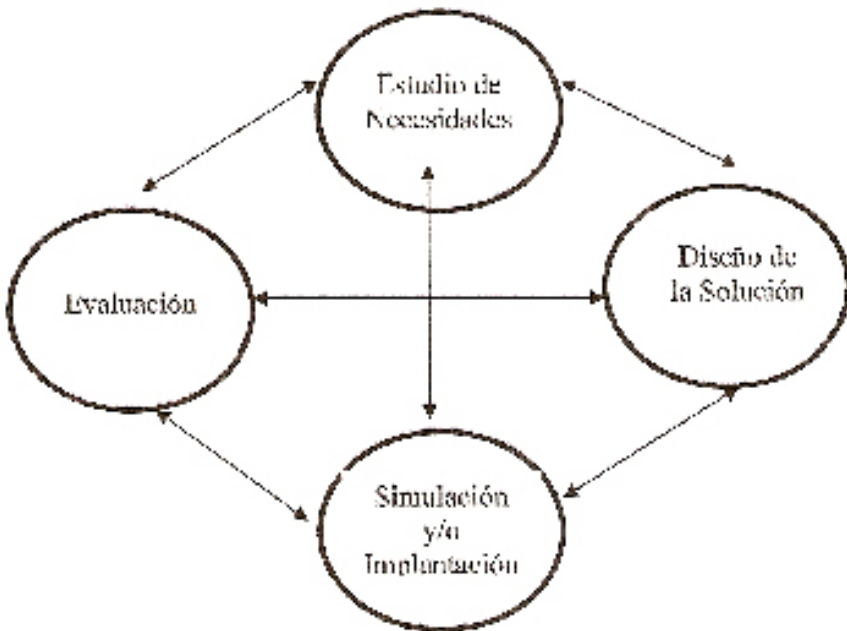 Estudio de
Necesidades
Evaluación
Diseño de
la Solución
Simulación
y/o
Implantación